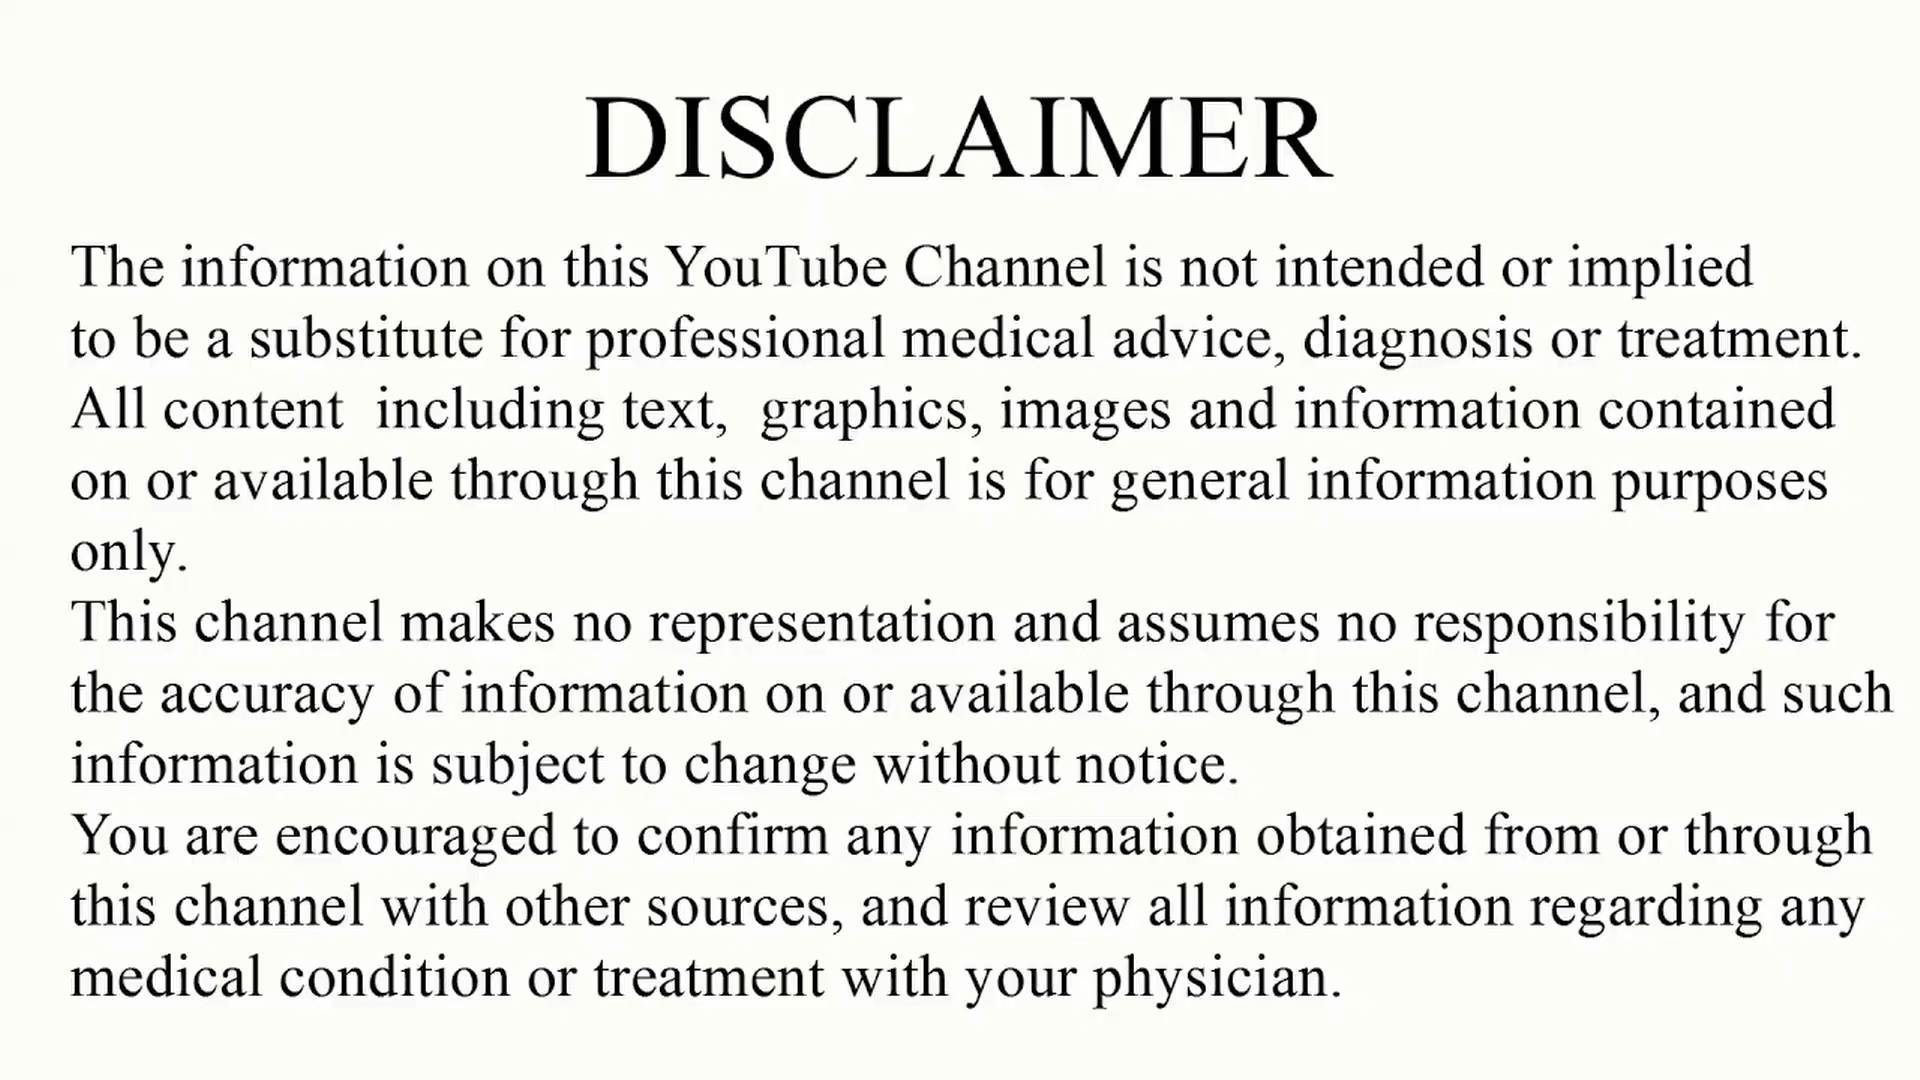 DISCLAIMER
The information on this YouTube Channel is not intended or implied
to be a substitute for professional medical advice, diagnosis or treatment.
All content  including text,  graphics, images and information contained
on or available through this channel is for general information purposes
only.
This channel makes no representation and assumes no responsibility for
the accuracy of information on or available through this channel, and such
information is subject to change without notice.
You are encouraged to confirm any information obtained from or through
this channel with other sources, and review all information regarding any
medical condition or treatment with your physician.